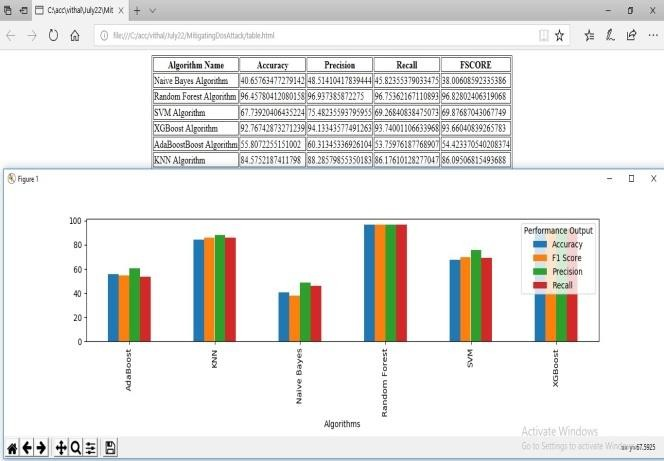 C:\acc\vithal\July22\Mit
file:///C:/acc/vithal/July22/MitigatingDosAttack/table.html
Algorithm Name Accuracy Precision Recall FSCORE
Naive Bayes Algorithm 40.65763477279142 48.51410417839444 45.82355379033475 38.00608592335386
Random Forest Algorithm 96.45780412080158 96.937385872275 96.75362167110893 96.82802406319068
SVM Algorithm 67.73920406435224 75.48235593795955 69.26840838475073 69.87687043067749
XGBoost Algorithm 92.76742873271239 94.13343577491263 93.74001106633968 93.66040839265783
AdaBoostBoost Algorithm 55.8072255151002 60.31345336926104 53.75976187768907 54.423370540208374
KNN Algorithm 84.5752187411798 88.28579855350183 86.17610128277047 86.09506815493688
Figure 1
100
80
60
40
20
0
Performance Output
Accuracy
F1 Score
Precision
Recall
AdaBoost
KNN
Naive Bayes
Random Forest
SVM
XGBoost
Algorithms
Activate Windows
Go to Settings to activate
y=67.5925